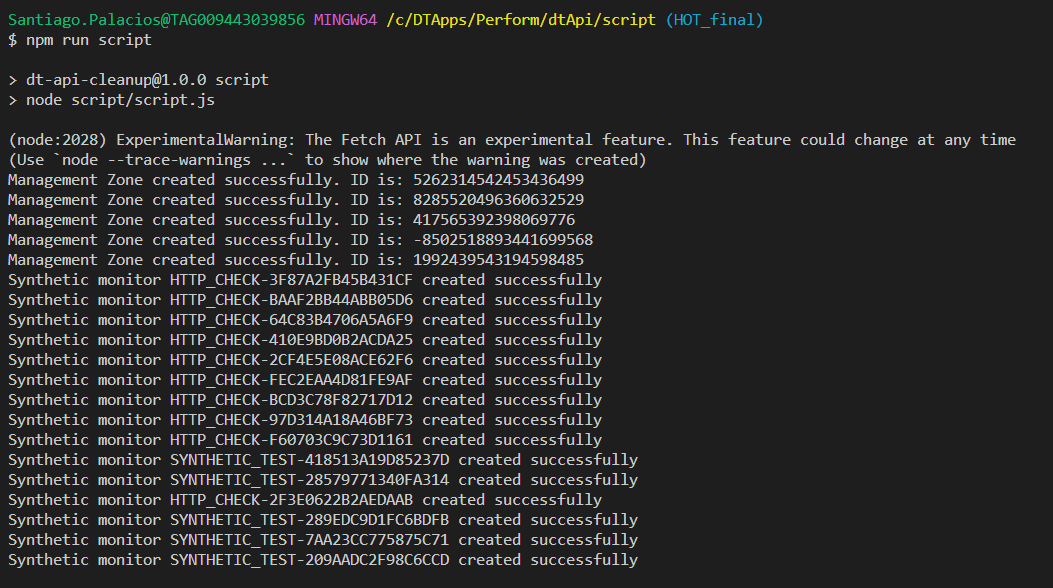 Santiago.Palacios@TAG009443039856 MINGW64 /c/DTApps/Perform/dtApi/script (HOT_final)
$ npm run script
> dt-api-cleanup@1.0.0 script
> node script/script.js
(node:2028) ExperimentalWarning: The Fetch API is an experimental feature. This feature could change at any time
(Use `node --trace-warnings ...` to show where the warning was created)
Management Zone created successfully. ID is: 5262314542453436499
Management Zone created successfully. ID is: 8285520496360632529
Management Zone created successfully. ID is: 417565392398069776
Management Zone created successfully. ID is: -8502518893441699568
Management Zone created successfully. ID is: 1992439543194598485
Synthetic monitor HTTP_CHECK-3F87A2FB45B431CF created successfully
Synthetic monitor HTTP_CHECK-BAAF2BB44ABB05D6 created successfully
Synthetic monitor HTTP_CHECK-64C83B4706A5A6F9 created successfully
Synthetic monitor HTTP_CHECK-410E9BD0B2ACDA25 created successfully
Synthetic monitor HTTP_CHECK-2CF4E5E08ACE62F6 created successfully
Synthetic monitor HTTP_CHECK-FEC2EAA4D81FE9AF created successfully
Synthetic monitor HTTP_CHECK-BCD3C78F82717D12 created successfully
Synthetic monitor HTTP_CHECK-97D314A18A46BF73 created successfully
Synthetic monitor HTTP_CHECK-F60703C9C73D1161 created successfully
Synthetic monitor SYNTHETIC_TEST-418513A19D85237D created successfully
Synthetic monitor SYNTHETIC_TEST-28579771340FA314 created successfully
Synthetic monitor HTTP_CHECK-2F3E0622B2AEDAAB created successfully
Synthetic monitor SYNTHETIC_TEST-289EDC9D1FC6BDFB created successfully
Synthetic monitor SYNTHETIC_TEST-7AA23CC775875C71 created successfully
Synthetic monitor SYNTHETIC_TEST-209AADC2F98C6CCD created successfully